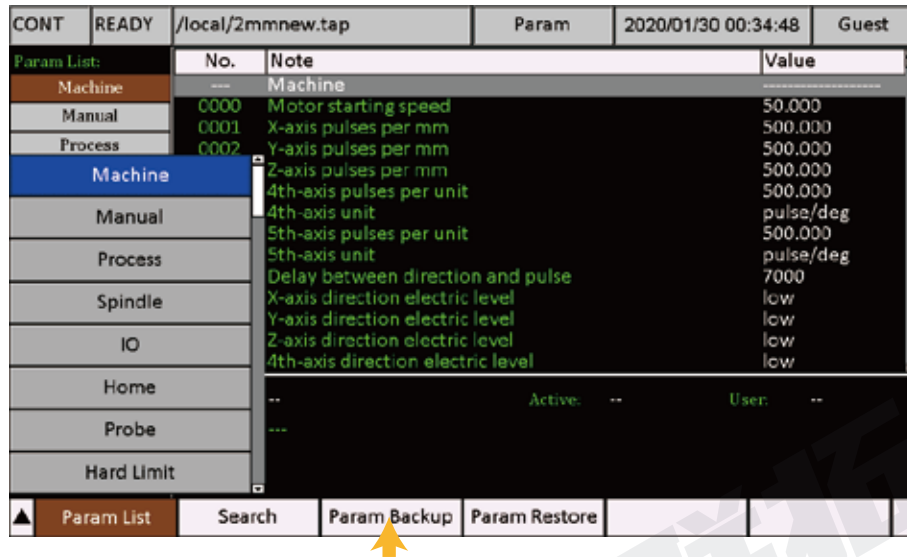 CONT READY /local/2mmnew.tap Param 2020/01/30 00:34:48 Guest
Param List: No. Note Value
Machine --- Machine -------------------
Manual 0000 Motor starting speed 50.000
0001 X-axis pulses per mm 500.000
Process 0002 Y-axis pulses per mm 500.000
Z-axis pulses per mm 500.000
4th-axis pulses per unit 500.000
4th-axis unit pulse/deg
5th-axis pulses per unit 500.000
5th-axis unit pulse/deg
Delay between direction and pulse 7000
X-axis direction electric level low
Y-axis direction electric level low
Z-axis direction electric level low
4th-axis direction electric level low
Machine
Manual
Process
Spindle
IO
Home
Probe
Hard Limit
-- Active: -- User: --
---
▲ Param List Search Param Backup Param Restore